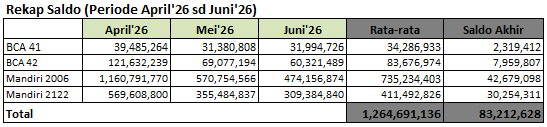 Rekap Saldo (Periode April'26 sd Juni'26)
April'26 Mei'26 Juni'26 Rata-rata Saldo Akhir
BCA 41 39,485,264 31,380,808 31,994,726 34,286,933 2,319,412
BCA 42 121,632,239 69,077,194 60,321,489 83,676,974 7,959,807
Mandiri 2006 1,160,791,770 570,754,566 474,156,874 735,234,403 42,679,098
Mandiri 2122 569,608,800 355,484,837 309,384,840 411,492,826 30,254,311
Total 1,264,691,136 83,212,628